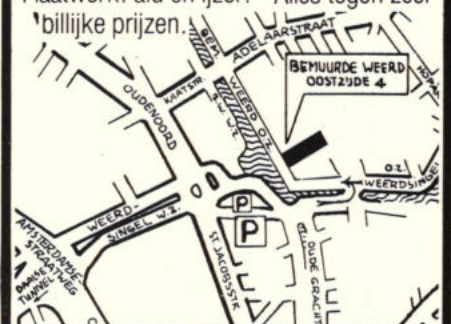 billijke prijzen.
ADELAARSTRAAT
BEMUURDE WEERD
OOSTZIJDE 4
OUDENOORD
KAATSTR.
WEERD O.Z.
B.W. W.Z.
O.Z.
WEERDSINGEL
WEERD-
SINGEL W.Z.
P
P
AMSTERDAMSE-
STRAATWEG
DAALSE
TUNNEL
ST. JACOBSSTR.
OUDE GRACHT